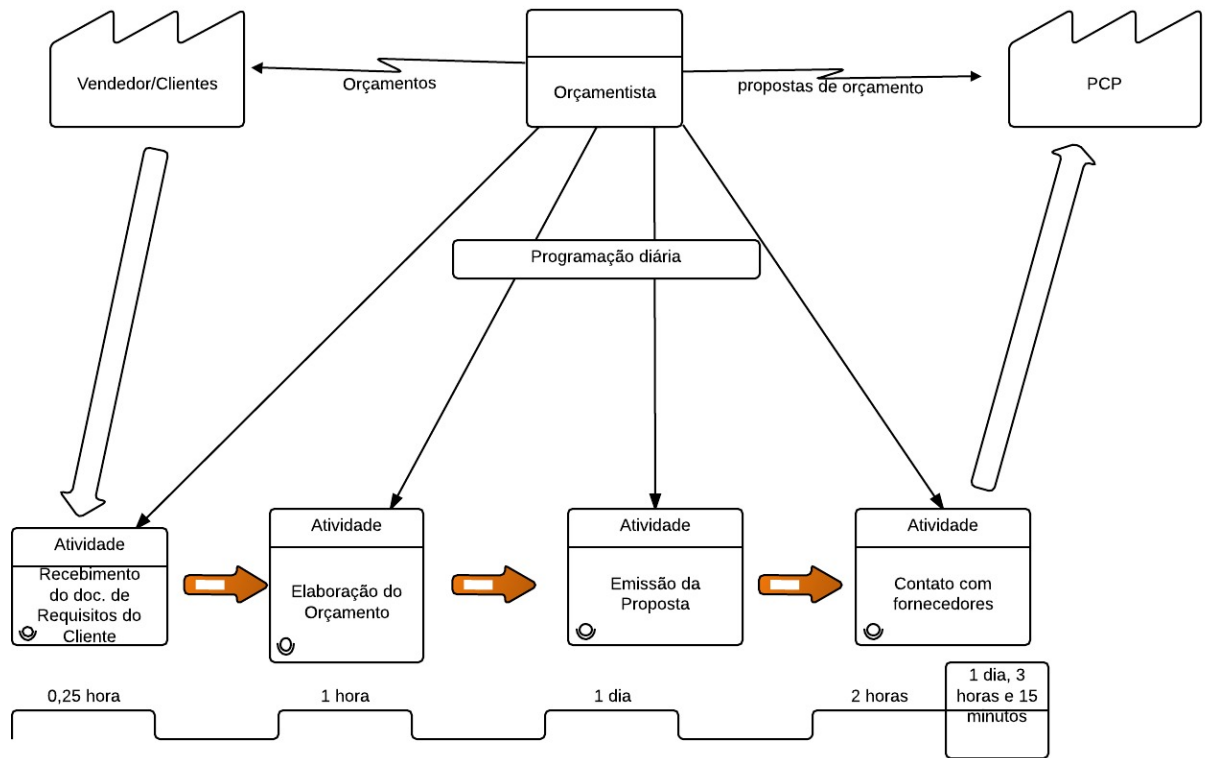 Vendedor/Clientes
Orçamentos
Orçamentista
propostas de orçamento
PCP
Programação diária
Atividade
Recebimento
do doc. de
Requisitos do
Cliente
Atividade
Elaboração do
Orçamento
Atividade
Emissão da
Proposta
Atividade
Contato com
fornecedores
0,25 hora
1 hora
1 dia
2 horas
1 dia, 3
horas e 15
minutos